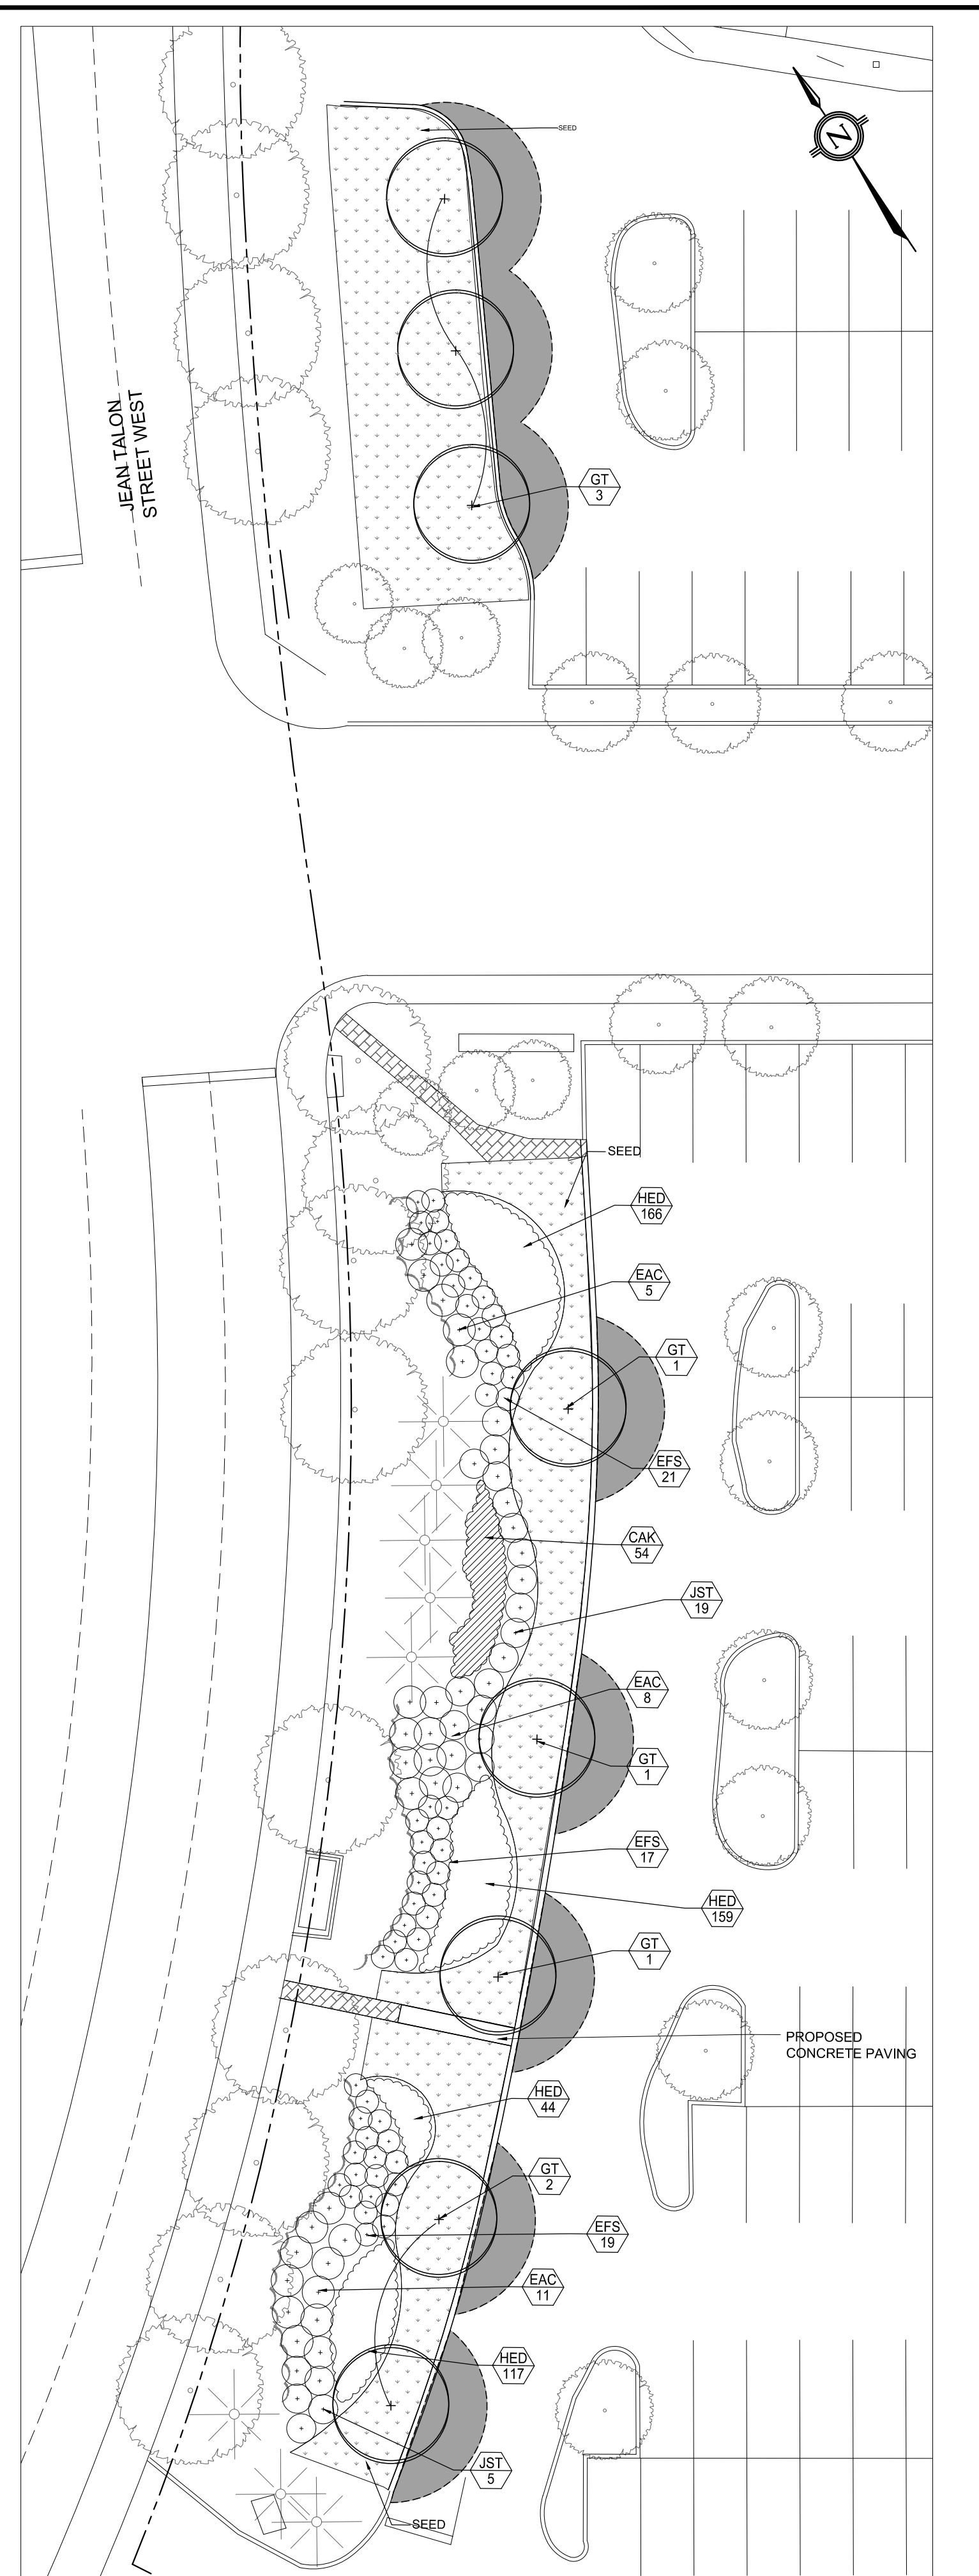 SEED
N
JEAN TALON
STREET WEST
GT
3
SEED
HED
166
EAC
5
GT
1
EFS
21
CAK
54
JST
19
EAC
8
GT
1
EFS
17
HED
159
GT
1
PROPOSED
CONCRETE PAVING
HED
44
GT
2
EFS
19
EAC
11
HED
117
JST
5
SEED